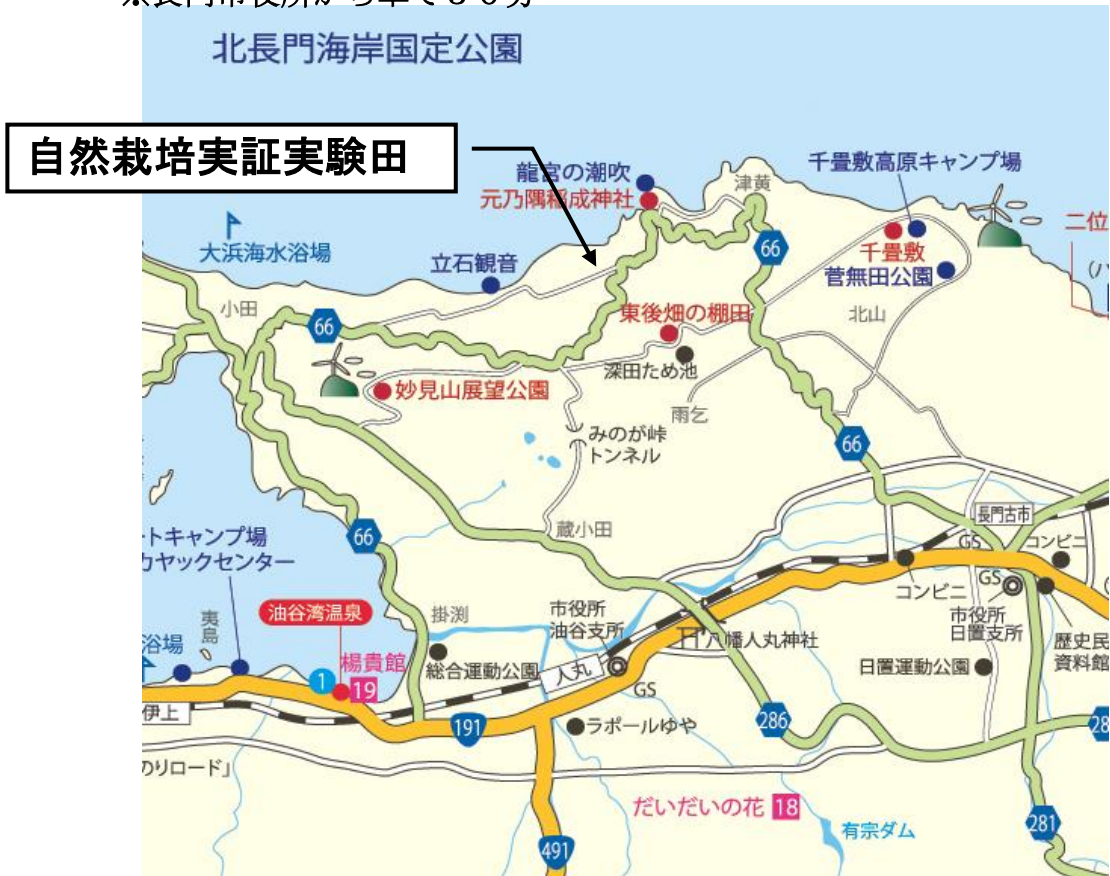 北長門海岸国定公園
自然栽培実証実験田
千畳敷高原キャンプ場
龍宮の潮吹
元乃隅稲成神社
津黄
二位
大浜海水浴場
立石観音
66
千畳敷
菅無田公園
小田
66
東後畑の棚田
北山
深田ため池
妙見山展望公園
雨乞
みのが峠
トンネル
66
長門古市
蔵小田
66
トキャンプ場
カヤックセンター
GS
コンビニ
コンビニ
GS
油谷湾温泉
掛渕
市役所
油谷支所
市役所
日置支所
夷島
浴場
八幡人丸神社
歴史民
資料館
楊貴館
総合運動公園
人丸
日置運動公園
1
19
GS
伊上
191
ラポールゆや
286
28
のりロード」
だいだいの花 18
有宗ダム
281
491